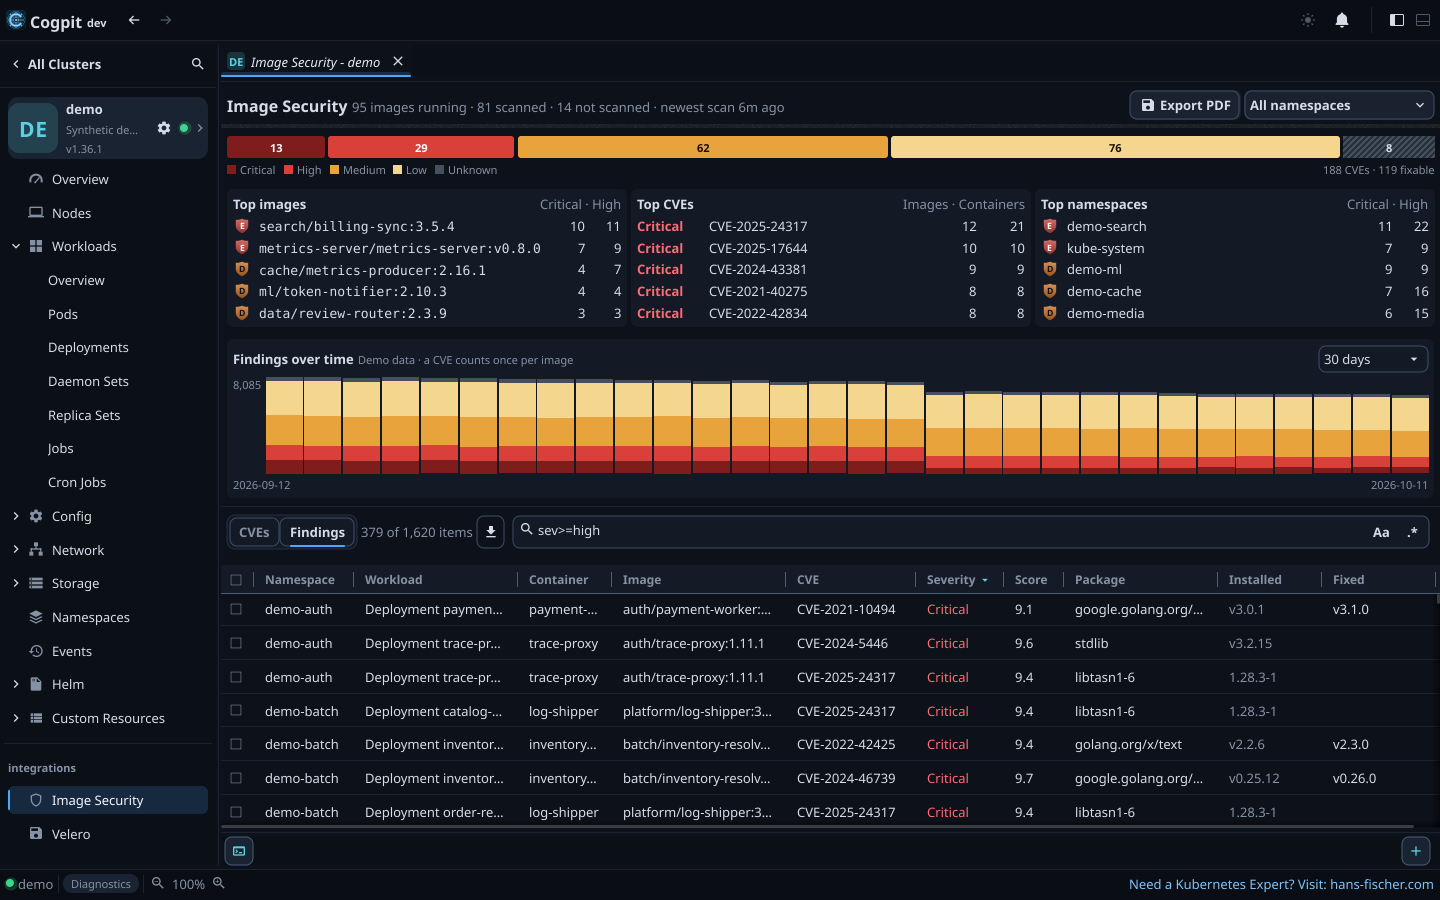 Cogpit dev
All Clusters
DE
demo
Synthetic de...
v1.36.1
Overview
Nodes
Workloads
Overview
Pods
Deployments
Daemon Sets
Replica Sets
Jobs
Cron Jobs
Config
Network
Storage
Namespaces
Events
Helm
Custom Resources
integrations
Image Security
Velero
DE Image Security - demo
Image Security 95 images running · 81 scanned · 14 not scanned · newest scan 6m ago
Export PDF
All namespaces
13 29 62 76 8
Critical High Medium Low Unknown
188 CVEs · 119 fixable
Top images Critical · High
E search/billing-sync:3.5.4 10 11
E metrics-server/metrics-server:v0.8.0 7 9
D cache/metrics-producer:2.16.1 4 7
D ml/token-notifier:2.10.3 4 4
D data/review-router:2.3.9 3 3
Top CVEs Images · Containers
Critical CVE-2025-24317 12 21
Critical CVE-2025-17644 10 10
Critical CVE-2024-43381 9 9
Critical CVE-2021-40275 8 8
Critical CVE-2022-42834 8 8
Top namespaces Critical · High
E demo-search 11 22
E kube-system 7 9
D demo-ml 9 9
D demo-cache 7 16
D demo-media 6 15
Findings over time Demo data · a CVE counts once per image
30 days
8,085
2026-09-12 2026-10-11
CVEs Findings 379 of 1,620 items
sev>=high
Aa .*
Namespace Workload Container Image CVE Severity Score Package Installed Fixed
demo-auth Deployment paymen... payment-... auth/payment-worker:... CVE-2021-10494 Critical 9.1 google.golang.org/... v3.0.1 v3.1.0
demo-auth Deployment trace-pr... trace-proxy auth/trace-proxy:1.11.1 CVE-2024-5446 Critical 9.6 stdlib v3.2.15
demo-auth Deployment trace-pr... trace-proxy auth/trace-proxy:1.11.1 CVE-2025-24317 Critical 9.4 libtasn1-6 1.28.3-1
demo-batch Deployment catalog-... log-shipper platform/log-shipper:3... CVE-2025-24317 Critical 9.4 libtasn1-6 1.28.3-1
demo-batch Deployment inventor... inventory... batch/inventory-resolv... CVE-2022-42425 Critical 9.4 golang.org/x/text v2.2.6 v2.3.0
demo-batch Deployment inventor... inventory... batch/inventory-resolv... CVE-2024-46739 Critical 9.7 google.golang.org/... v0.25.12 v0.26.0
demo-batch Deployment order-re... log-shipper platform/log-shipper:3... CVE-2025-24317 Critical 9.4 libtasn1-6 1.28.3-1
demo Diagnostics 100%
Need a Kubernetes Expert? Visit: hans-fischer.com